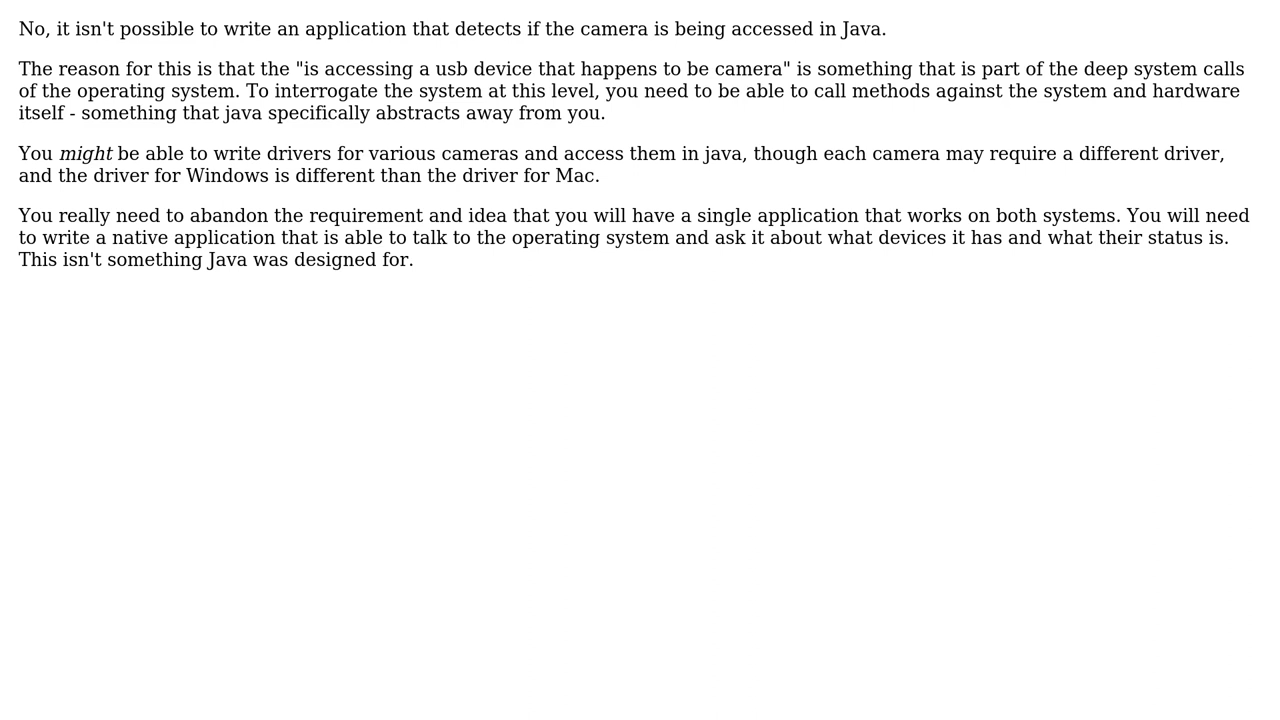 No, it isn't possible to write an application that detects if the camera is being accessed in Java.
The reason for this is that the "is accessing a usb device that happens to be camera" is something that is part of the deep system calls
of the operating system. To interrogate the system at this level, you need to be able to call methods against the system and hardware
itself - something that java specifically abstracts away from you.
You might be able to write drivers for various cameras and access them in java, though each camera may require a different driver,
and the driver for Windows is different than the driver for Mac.
You really need to abandon the requirement and idea that you will have a single application that works on both systems. You will need
to write a native application that is able to talk to the operating system and ask it about what devices it has and what their status is.
This isn't something Java was designed for.